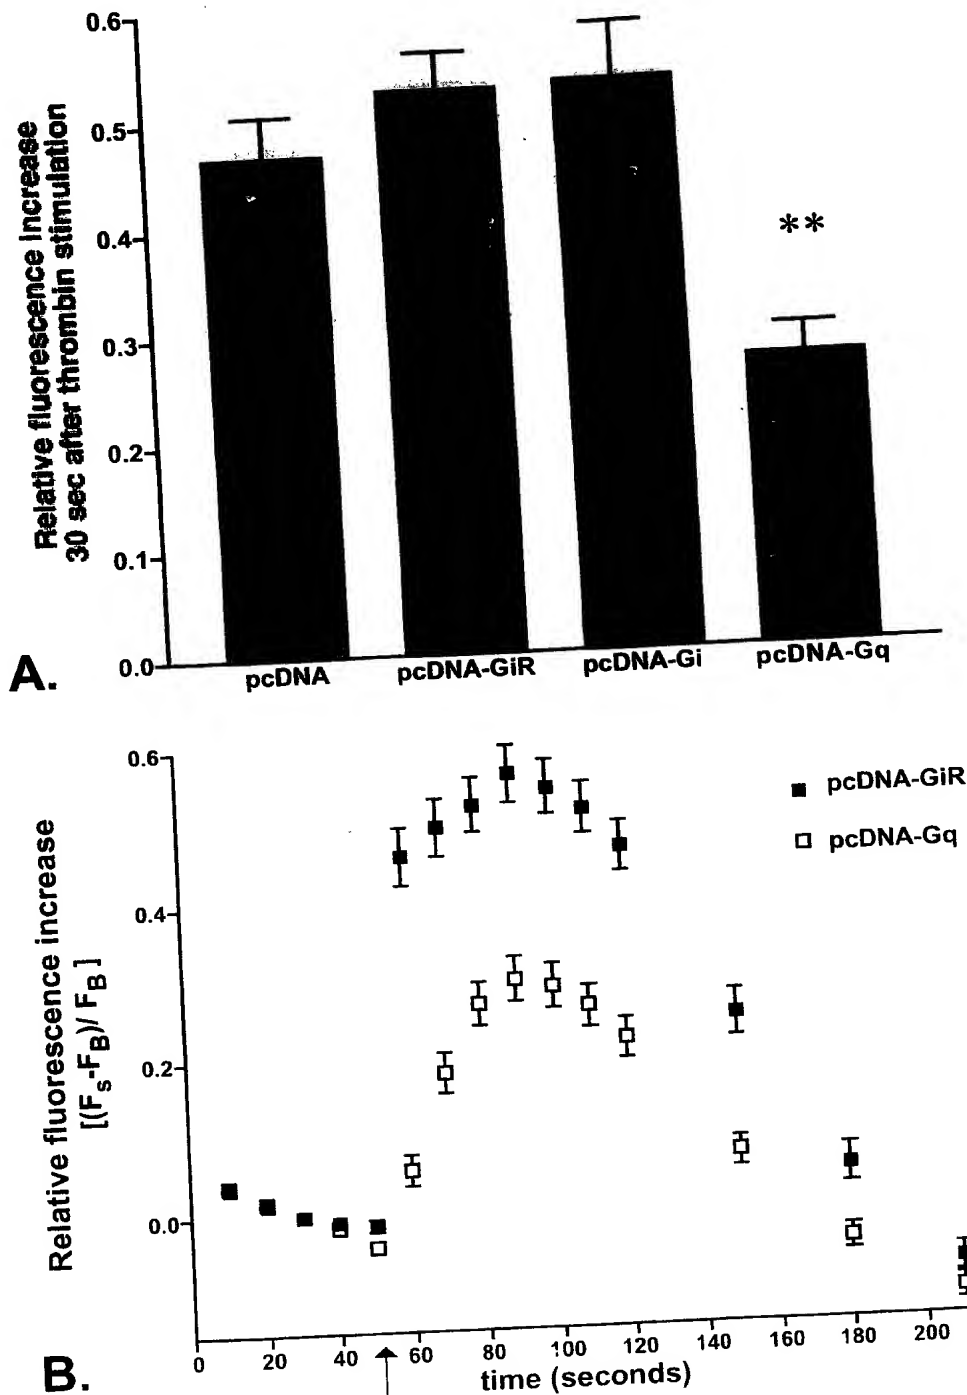 Relative fluorescence increase
30 sec after thrombin stimulation
0.6
0.5
0.4
0.3
0.2
0.1
0.0
**
pcDNA
pcDNA-GiR
pcDNA-Gi
pcDNA-Gq
A.
Relative fluorescence increase
[(Fs-FB)/ FB]
0.6
0.4
0.2
0.0
pcDNA-GiR
pcDNA-Gq
0
20
40
60
80
100
120
140
160
180
200
time (seconds)
B.